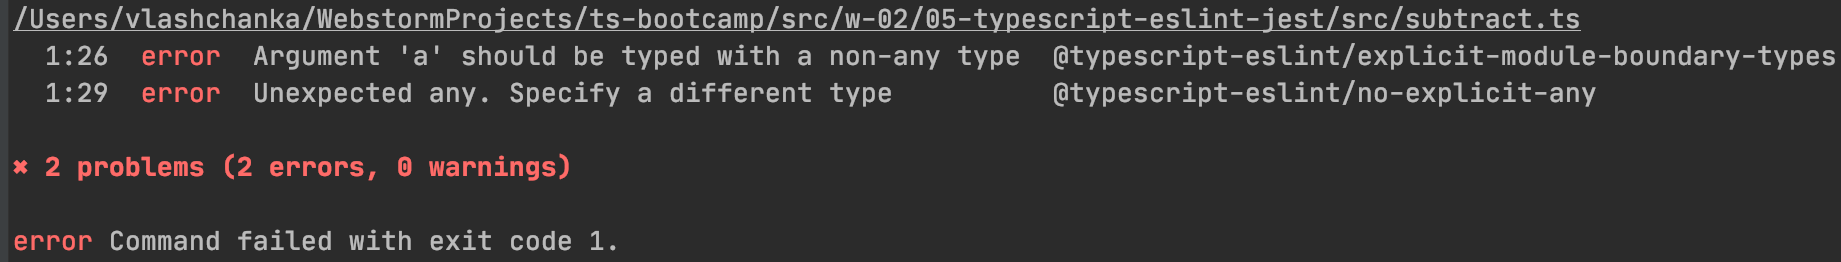 /Users/vlashchanka/WebstormProjects/ts-bootcamp/src/w-02/05-typescript-eslint-jest/src/subtract.ts
1:26 error Argument 'a' should be typed with a non-any type @typescript-eslint/explicit-module-boundary-types
1:29 error Unexpected any. Specify a different type @typescript-eslint/no-explicit-any
✖ 2 problems (2 errors, 0 warnings)
error Command failed with exit code 1.